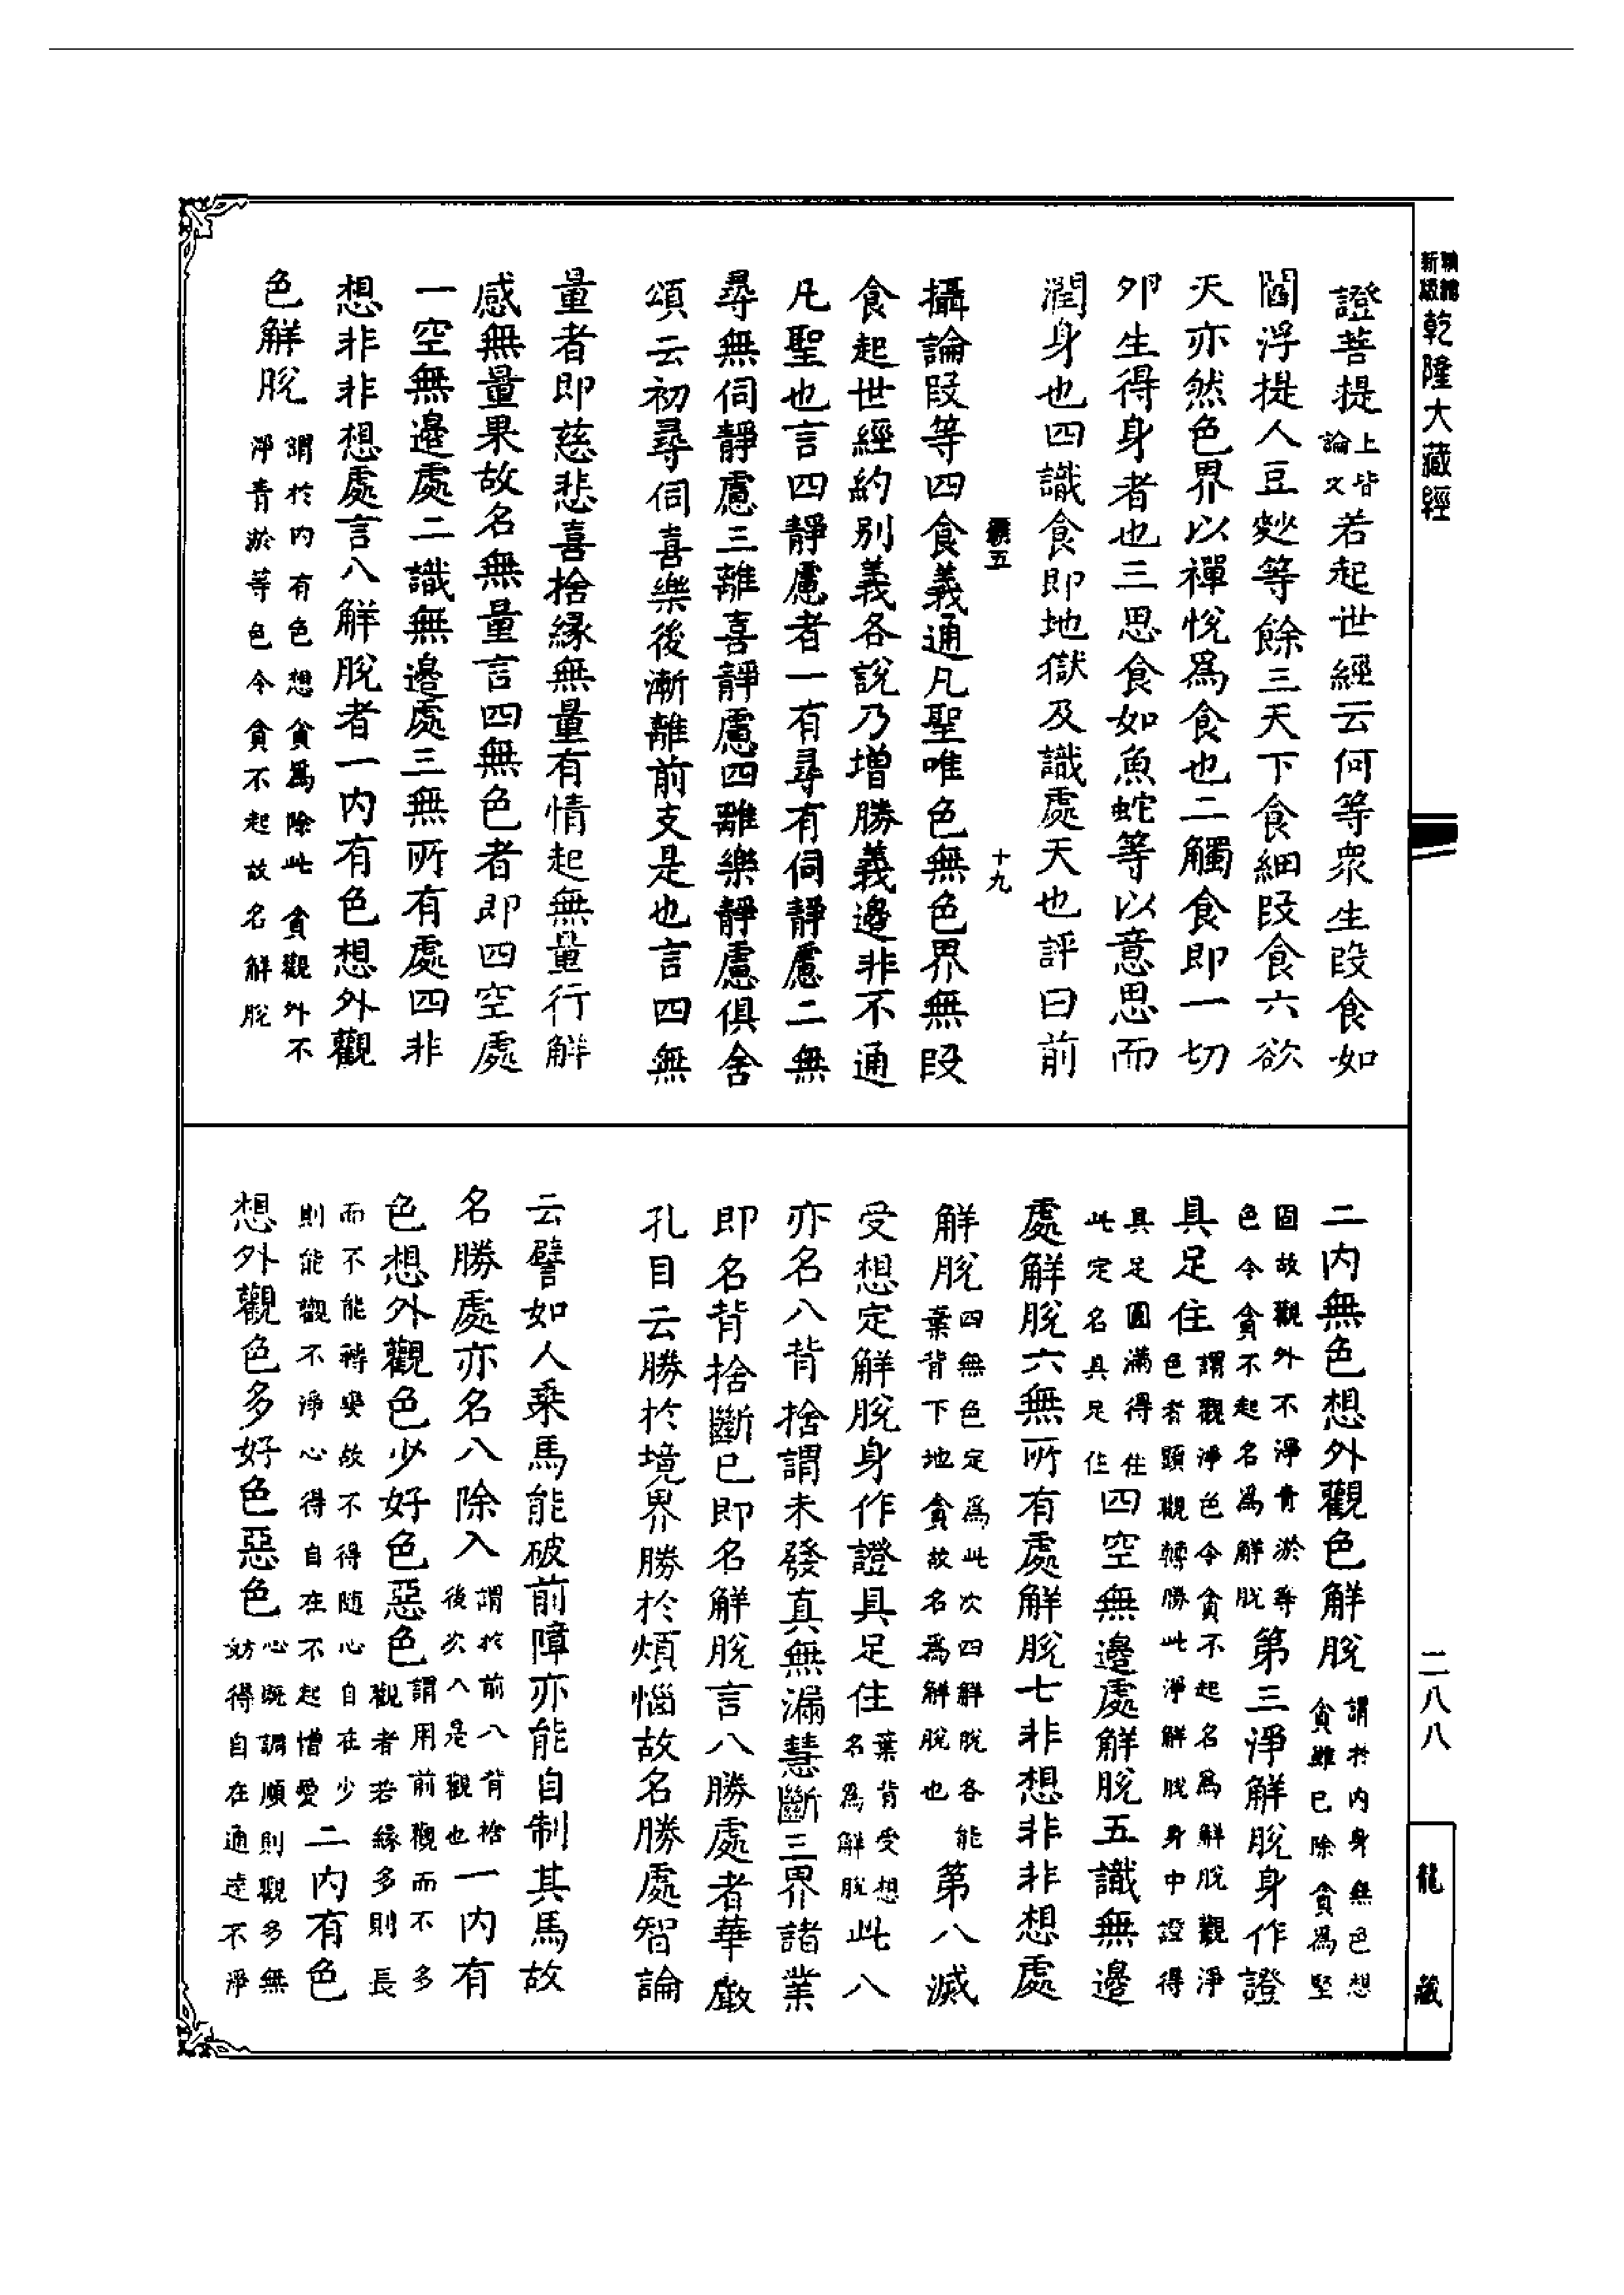 乾隆大藏經
二八八
龍藏
證菩提上皆論文若起世經云何等衆生段食如
閻浮提人豆麨等餘三天下食細段食六欲
天亦然色界以禪悅爲食也二觸食即一切
卵生得身者也三思食如魚蛇等以意思而
潤身也四識食即地獄及識處天也評曰前
五 十九
攝論段等四食義通凡聖唯色無色界無段
食起世經約別義各說乃增勝義邊非不通
凡聖也言四靜慮者一有尋有伺靜慮二無
尋無伺靜慮三離喜靜慮四離樂靜慮俱舍
頌云初尋伺喜樂後漸離前支是也言四無
量者即慈悲喜捨緣無量有情起無量行解
感無量果故名無量言四無色者即四空處
一空無邊處二識無邊處三無所有處四非
想非非想處言八解脫者一內有色想外觀
色解脫謂於內有色想貪爲除此貪觀外不淨青淤等色令貪不起故名解脫
二內無色想外觀色解脫謂於內身無色想貪雖已除貪爲堅
固故觀外不淨青淤等色令貪不起名爲解脫第三淨解脫身作證
具足住謂觀淨色令貪不起名爲解脫觀淨色者顯觀轉勝此淨解脫身中證得
具足圓滿得住此定名具足住四空無邊處解脫五識無邊
處解脫六無所有處解脫七非想非非想處
解脫四無色定爲此次四解脫各能棄背下地貪故名爲解脫也第八滅
受想定解脫身作證具足住棄背受想名爲解脫此八
亦名八背捨謂未發真無漏慧斷三界諸業
即名背捨斷已即名解脫言八勝處者華嚴
孔目云勝於境界勝於煩惱故名勝處智論
云譬如人乘馬能破前障亦能自制其馬故
名勝處亦名八除入謂於前八背捨後次八是觀也一內有
色想外觀色少好色惡色謂用前觀而不多觀者若緣多則長
而不能轉變故不得隨心自在少則能觀不淨心得自在不起憎愛二內有色
想外觀色多好色惡色心既調順則觀多無妨得自在通達不淨